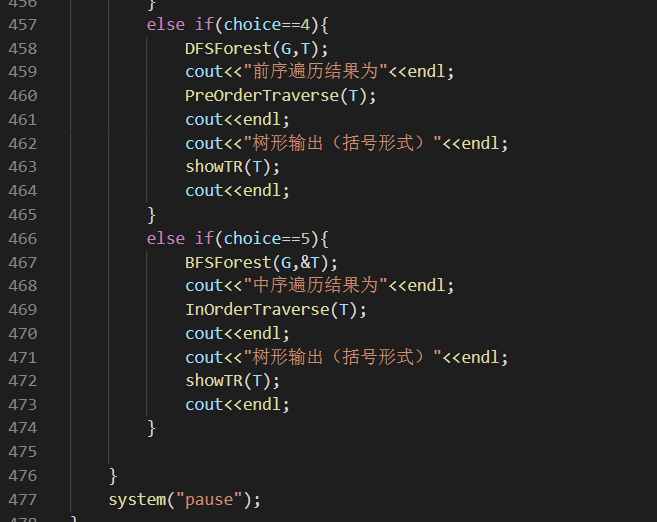 456 }
457 else if(choice==4){
458 DFSForest(G,T);
459 cout<<"前序遍历结果为"<<endl;
460 PreOrderTraverse(T);
461 cout<<endl;
462 cout<<"树形输出（括号形式）"<<endl;
463 showTR(T);
464 cout<<endl;
465 }
466 else if(choice==5){
467 BFSForest(G,&T);
468 cout<<"中序遍历结果为"<<endl;
469 InOrderTraverse(T);
470 cout<<endl;
471 cout<<"树形输出（括号形式）"<<endl;
472 showTR(T);
473 cout<<endl;
474 }
475
476 }
477 system("pause");
478 }